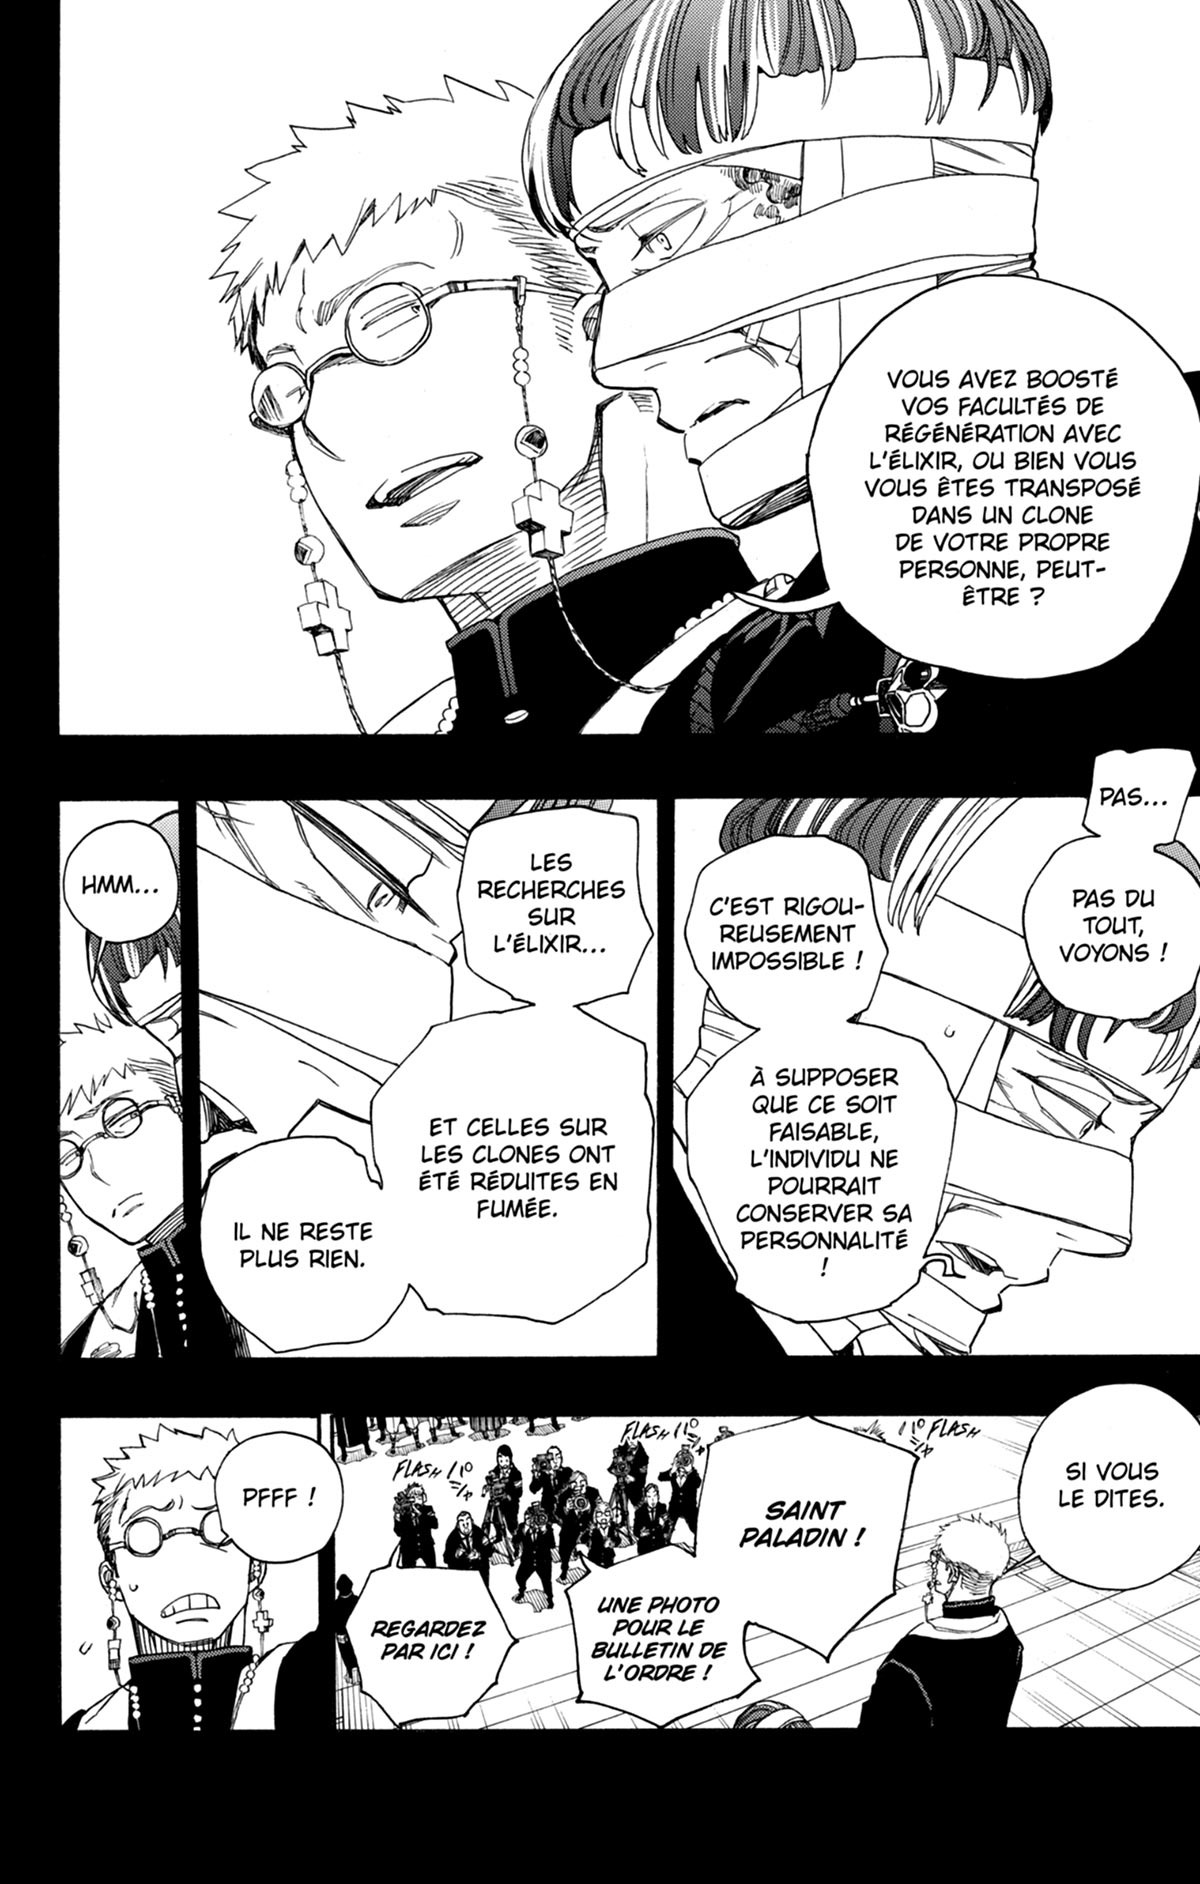 VOUS AVEZ BOOSTÉ
VOS FACULTÉS DE
RÉGÉNÉRATION AVEC
L'ÉLIXIR, OU BIEN VOUS
VOUS ÊTES TRANSPOSÉ
DANS UN CLONE
DE VOTRE PROPRE
PERSONNE, PEUT-
ÊTRE ?
PAS...
PAS DU
TOUT,
VOYONS !
C'EST RIGOU-
REUSEMENT
IMPOSSIBLE !
À SUPPOSER
QUE CE SOIT
FAISABLE,
L'INDIVIDU NE
POURRAIT
CONSERVER SA
PERSONNALITÉ
!
LES
RECHERCHES
SUR
L'ÉLIXIR...
ET CELLES SUR
LES CLONES ONT
ÉTÉ RÉDUITES EN
FUMÉE.
IL NE RESTE
PLUS RIEN.
HMM...
SI VOUS
LE DITES.
FLASH
SAINT
PALADIN !
FLASH
UNE PHOTO
POUR LE
BULLETIN DE
L'ORDRE !
FLASH
REGARDEZ
PAR ICI !
PFFF !